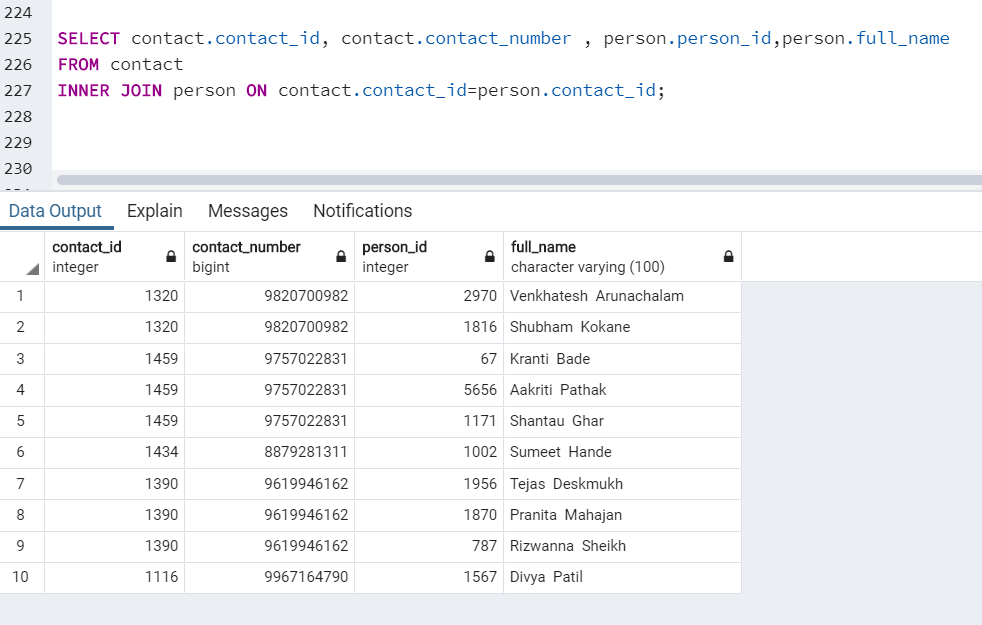 224
225 SELECT contact.contact_id, contact.contact_number , person.person_id,person.full_name
226 FROM contact
227 INNER JOIN person ON contact.contact_id=person.contact_id;
228
229
230
Data Output Explain Messages Notifications
contact_id contact_number person_id full_name
integer bigint integer character varying (100)
1 1320 9820700982 2970 Venkhatesh Arunachalam
2 1320 9820700982 1816 Shubham Kokane
3 1459 9757022831 67 Kranti Bade
4 1459 9757022831 5656 Aakriti Pathak
5 1459 9757022831 1171 Shantau Ghar
6 1434 8879281311 1002 Sumeet Hande
7 1390 9619946162 1956 Tejas Deskmukh
8 1390 9619946162 1870 Pranita Mahajan
9 1390 9619946162 787 Rizwanna Sheikh
10 1116 9967164790 1567 Divya Patil